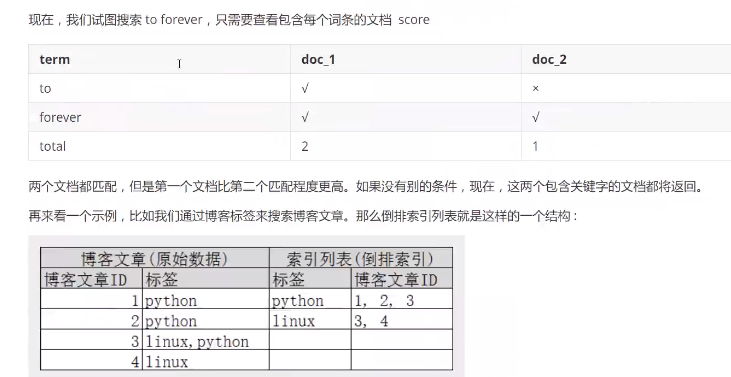 现在，我们试图搜索 to forever，只需要查看包含每个词条的文档 score
term doc_1 doc_2
to √ ×
forever √ √
total 2 1
两个文档都匹配，但是第一个文档比第二个匹配程度更高。如果没有别的条件，现在，这两个包含关键字的文档都将返回。
再来看一个示例，比如我们通过博客标签来搜索博客文章。那么倒排索引列表就是这样的一个结构：
博客文章(原始数据) 索引列表(倒排索引)
博客文章ID 标签 标签 博客文章ID
1 python python 1, 2, 3
2 python linux 3, 4
3 linux,python
4 linux